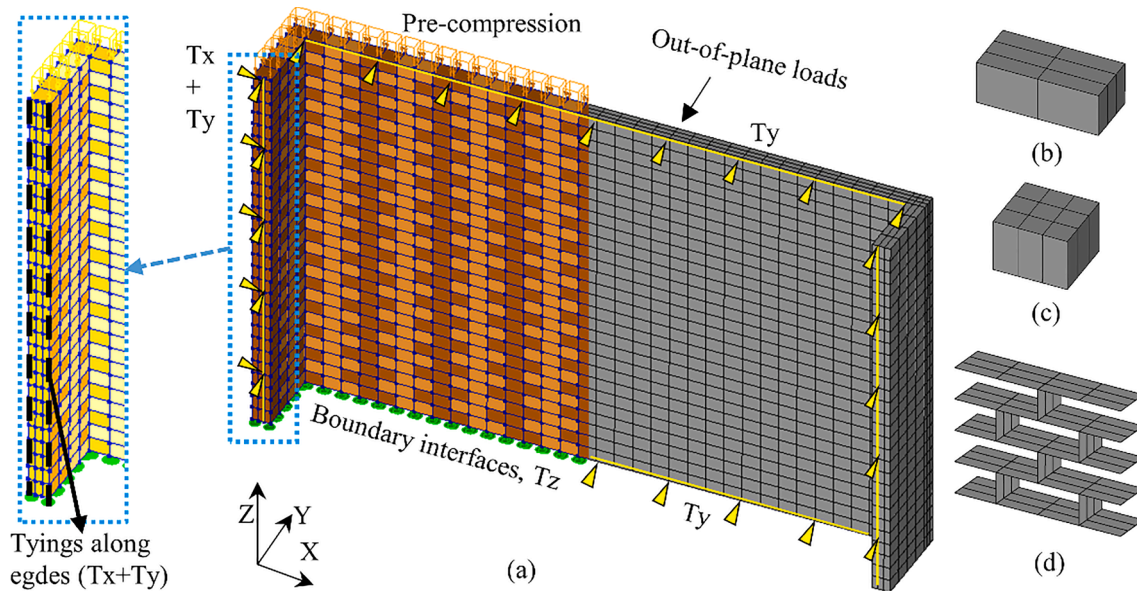 Pre-compression
Tx
+
Ty
Out-of-plane loads
Ty
(b)
(c)
Boundary interfaces, Tz
Ty
Z
Y
X
Tyings along
egdes (Tx+Ty)
(a)
(d)